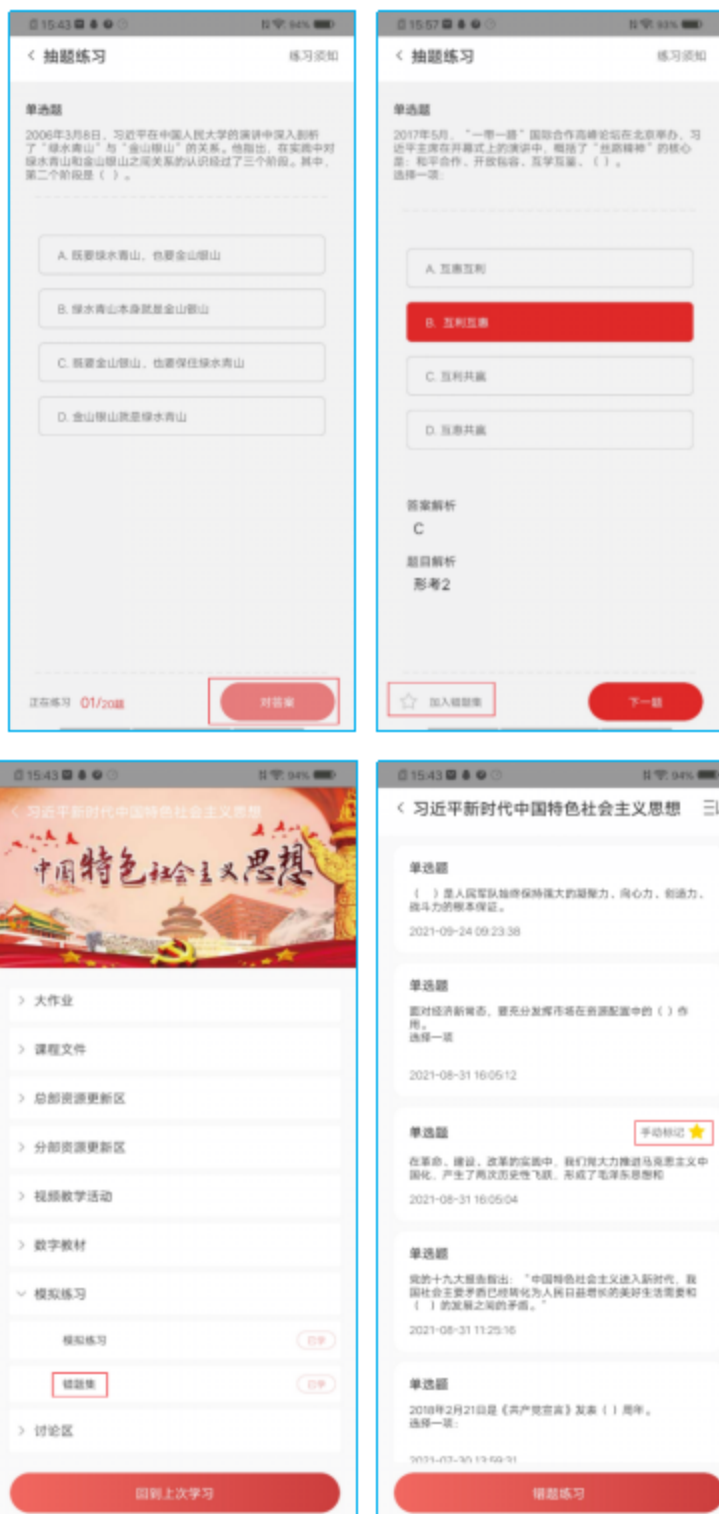 15:43
94%
抽题练习
练习须知
单选题
2006年3月8日，习近平在中国人民大学的演讲中深入剖析
了“绿水青山”与“金山银山”的关系。他指出，在实践中对
绿水青山和金山银山之间关系的认识经过了三个阶段。其中，
第二个阶段是（ ）。
A. 既要绿水青山，也要金山银山
B. 绿水青山本身就是金山银山
C. 既要金山银山，也要保住绿水青山
D. 金山银山就是绿水青山
正在练习 01/20题
对答案
15:57
93%
抽题练习
练习须知
单选题
2017年5月，“一带一路”国际合作高峰论坛在北京举办，习
近平主席在开幕式上的演讲中，概括了“丝路精神”的核心
是：和平合作、开放包容、互学互鉴、（ ）。
选择一项:
A. 互惠互利
B. 互利互惠
C. 互利共赢
D. 互惠共赢
答案解析
C
题目解析
形考2
加入错题集
下一题
15:43
94%
习近平新时代中国特色社会主义思想
中国特色社会主义思想
大作业
课程文件
总部资源更新区
分部资源更新区
视频教学活动
数字教材
模拟练习
模拟练习
已学
错题集
已学
讨论区
回到上次学习
15:43
94%
习近平新时代中国特色社会主义思想
单选题
（ ）是人民军队始终保持强大的凝聚力、向心力、创造力、
战斗力的根本保证。
2021-09-24 09:23:38
单选题
面对经济新常态，要充分发挥市场在资源配置中的（ ）作
用。
选择一项
2021-08-31 16:05:12
单选题
手动标记
在革命、建设、改革的实践中，我们党大力推进马克思主义中
国化，产生了两次历史性飞跃，形成了毛泽东思想和
2021-08-31 16:05:04
单选题
党的十九大报告指出：“中国特色社会主义进入新时代，我
国社会主要矛盾已经转化为人民日益增长的美好生活需要和
（ ）的发展之间的矛盾。”
2021-08-31 11:25:16
单选题
2018年2月21日是《共产党宣言》发表（ ）周年。
选择一项:
2021-07-30 13:59:31
错题练习